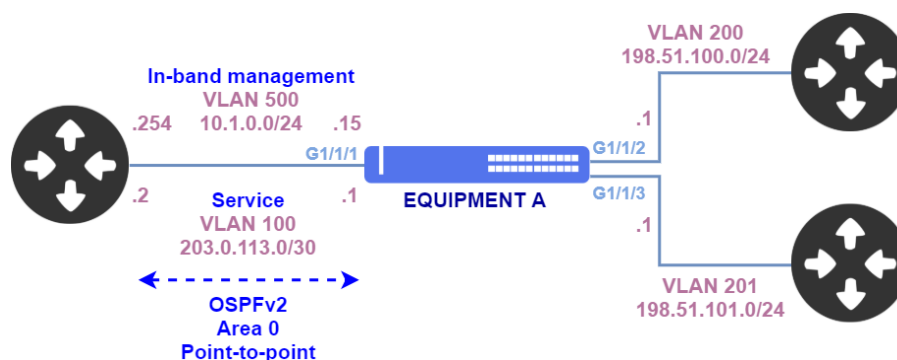 In-band management
VLAN 500
.254 10.1.0.0/24 .15
G1/1/1
.2 Service .1
VLAN 100
203.0.113.0/30
OSPFv2
Area 0
Point-to-point
EQUIPMENT A
VLAN 200
198.51.100.0/24
.1
G1/1/2
G1/1/3
.1
VLAN 201
198.51.101.0/24